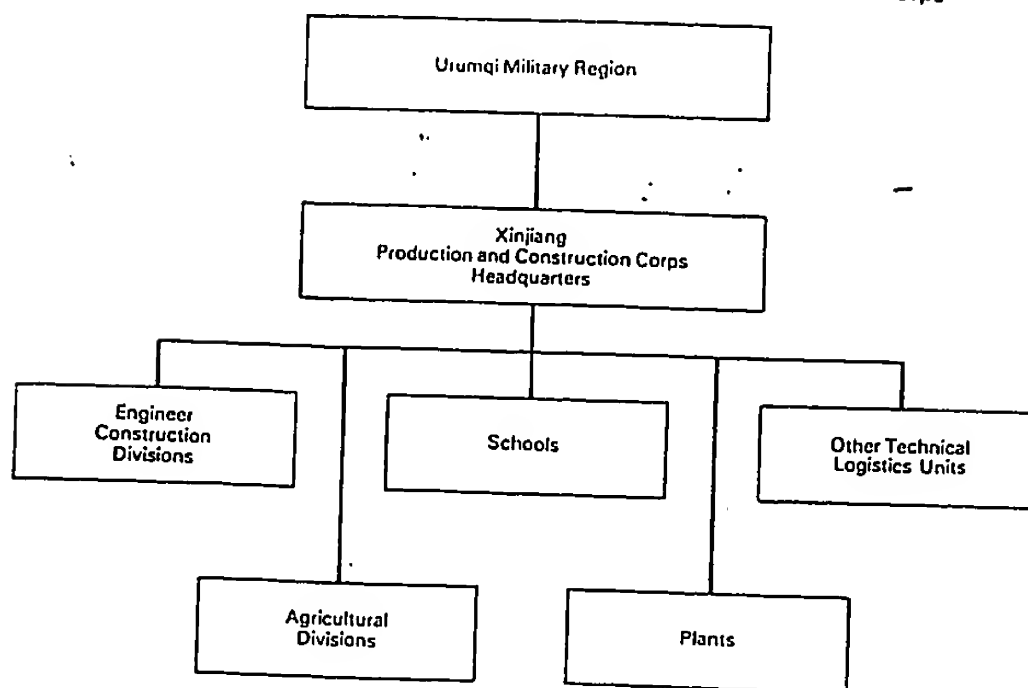 Urumqi Military Region
Xinjiang
Production and Construction Corps
Headquarters
Engineer
Construction
Divisions
Schools
Other Technical
Logistics Units
Agricultural
Divisions
Plants